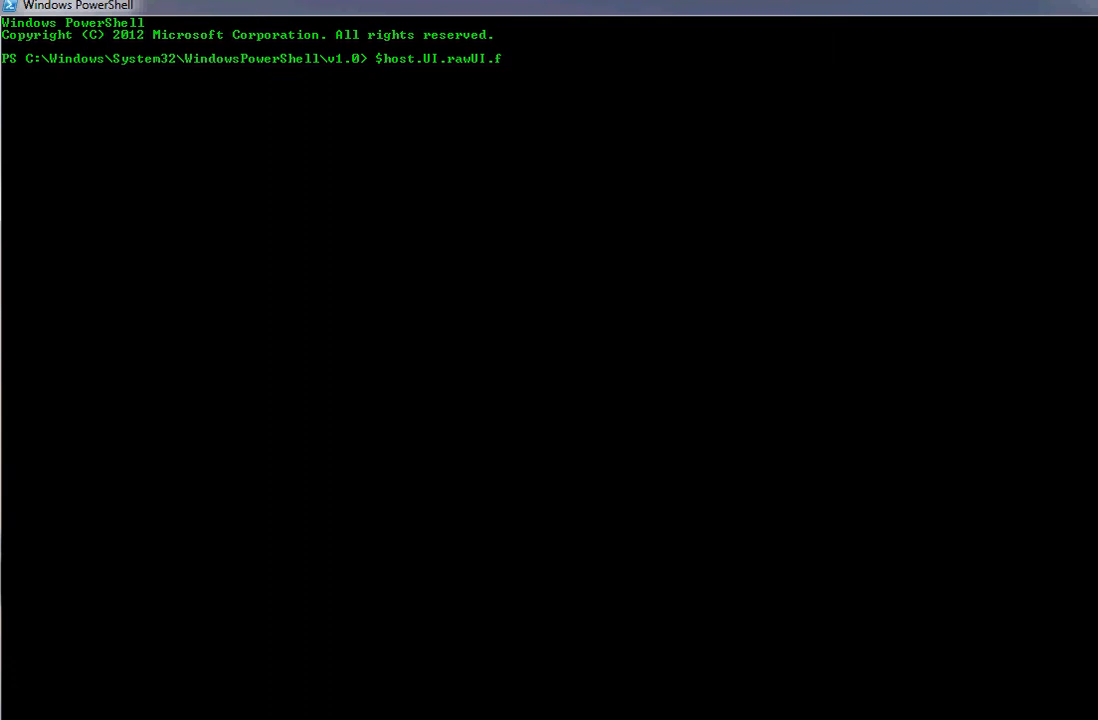 Windows PowerShell
Windows PowerShell
Copyright (C) 2012 Microsoft Corporation. All rights reserved.
PS C:\Windows\System32\WindowsPowerShell\v1.0> $host.UI.rawUI.f